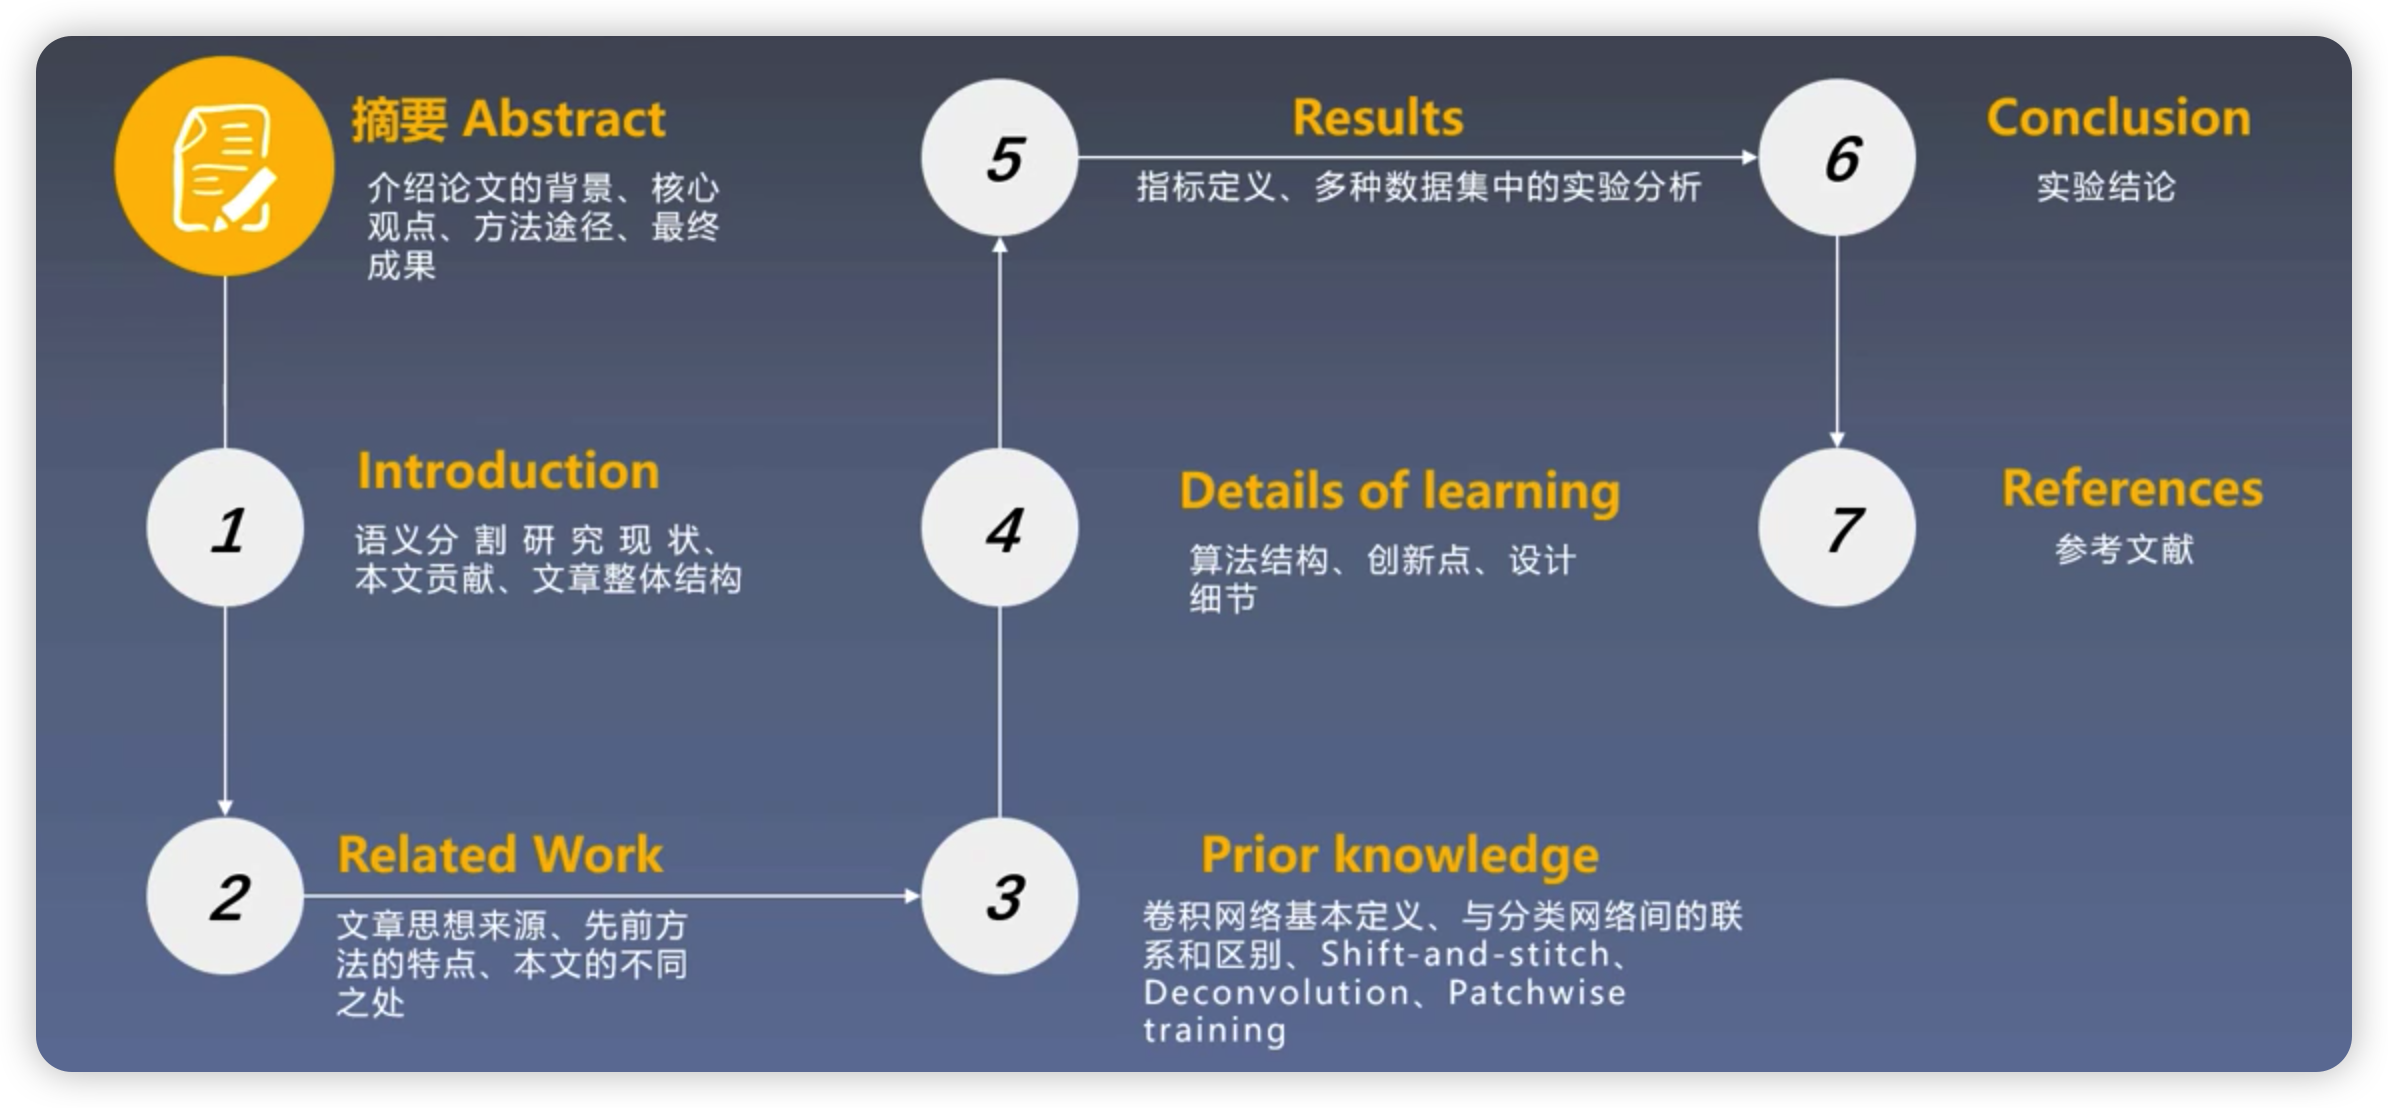 摘要 Abstract
介绍论文的背景、核心
观点、方法途径、最终
成果
1
Introduction
语义分 割 研 究 现 状、
本文贡献、文章整体结构
2
Related Work
文章思想来源、先前方
法的特点、本文的不同
之处
3
Prior knowledge
卷积网络基本定义、与分类网络间的联
系和区别、Shift-and-stitch、
Deconvolution、Patchwise
training
4
Details of learning
算法结构、创新点、设计
细节
5
Results
指标定义、多种数据集中的实验分析
6
Conclusion
实验结论
7
References
参考文献